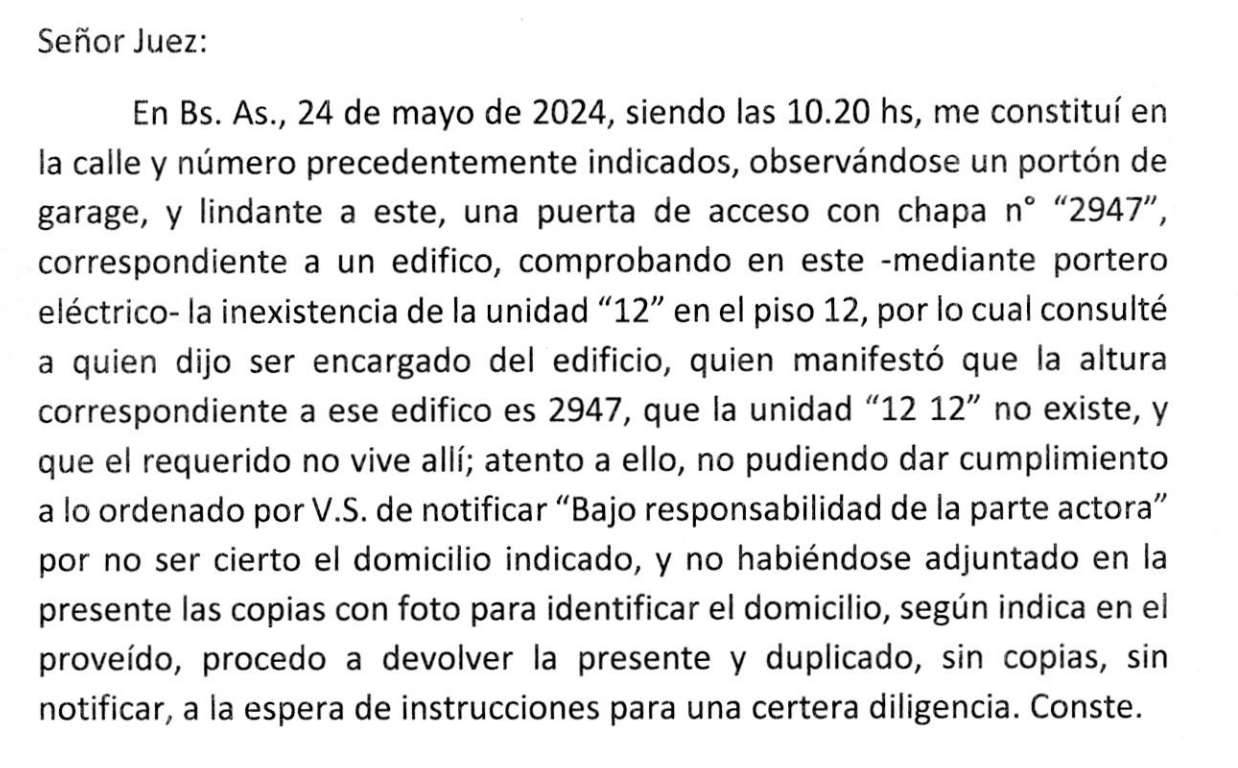 Señor Juez:
En Bs. As., 24 de mayo de 2024, siendo las 10.20 hs, me constituí en
la calle y número precedentemente indicados, observándose un portón de
garage, y lindante a este, una puerta de acceso con chapa n° “2947”,
correspondiente a un edifico, comprobando en este -mediante portero
eléctrico- la inexistencia de la unidad “12” en el piso 12, por lo cual consulté
a quien dijo ser encargado del edificio, quien manifestó que la altura
correspondiente a ese edifico es 2947, que la unidad “12 12” no existe, y
que el requerido no vive allí; atento a ello, no pudiendo dar cumplimiento
a lo ordenado por V.S. de notificar “Bajo responsabilidad de la parte actora”
por no ser cierto el domicilio indicado, y no habiéndose adjuntado en la
presente las copias con foto para identificar el domicilio, según indica en el
proveído, procedo a devolver la presente y duplicado, sin copias, sin
notificar, a la espera de instrucciones para una certera diligencia. Conste.